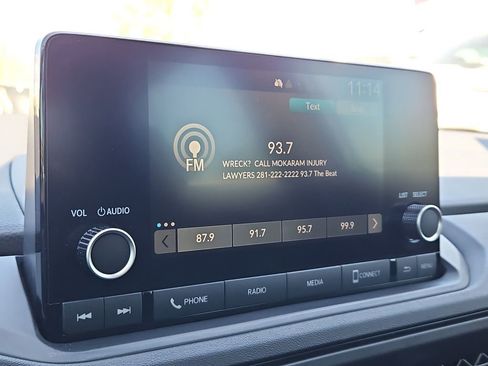 11:14
Text
93.7
FM
WRECK? CALL MOKARAM INJURY
LAWYERS 281-222-2222 93.7 The Beat
VOL AUDIO
LIST SELECT
87.9 91.7 95.7 99.9
PHONE RADIO MEDIA CONNECT MENU